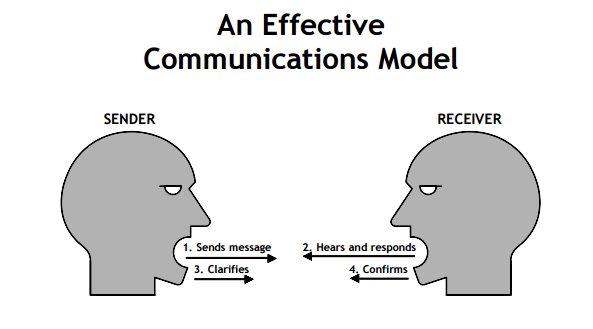 An Effective
Communications Model
SENDER
RECEIVER
1. Sends message
2. Hears and responds
3. Clarifies
4. Confirms